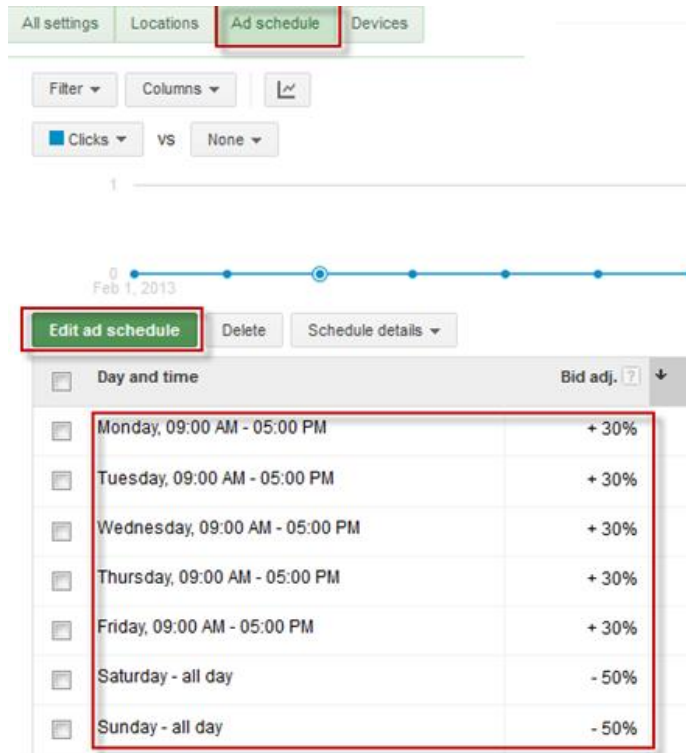 All settings Locations Ad schedule Devices
Filter Columns
Clicks VS None
1
0
Feb 1, 2013
Edit ad schedule Delete Schedule details
Day and time Bid adj. ?
Monday, 09:00 AM - 05:00 PM + 30%
Tuesday, 09:00 AM - 05:00 PM + 30%
Wednesday, 09:00 AM - 05:00 PM + 30%
Thursday, 09:00 AM - 05:00 PM + 30%
Friday, 09:00 AM - 05:00 PM + 30%
Saturday - all day - 50%
Sunday - all day - 50%